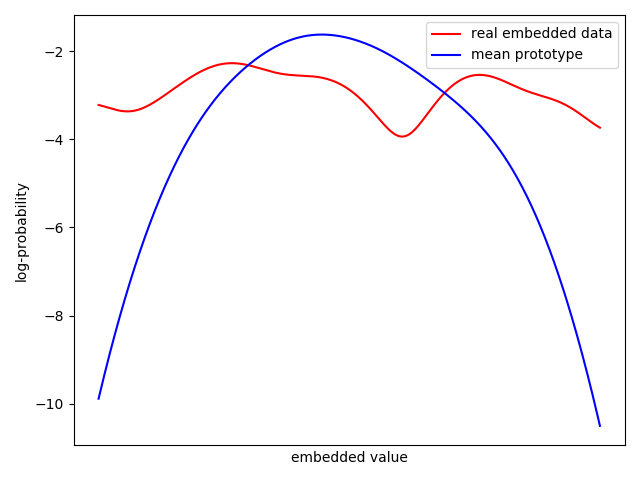 real embedded data
mean prototype
−2
−4
−6
−8
−10
log-probability
embedded value